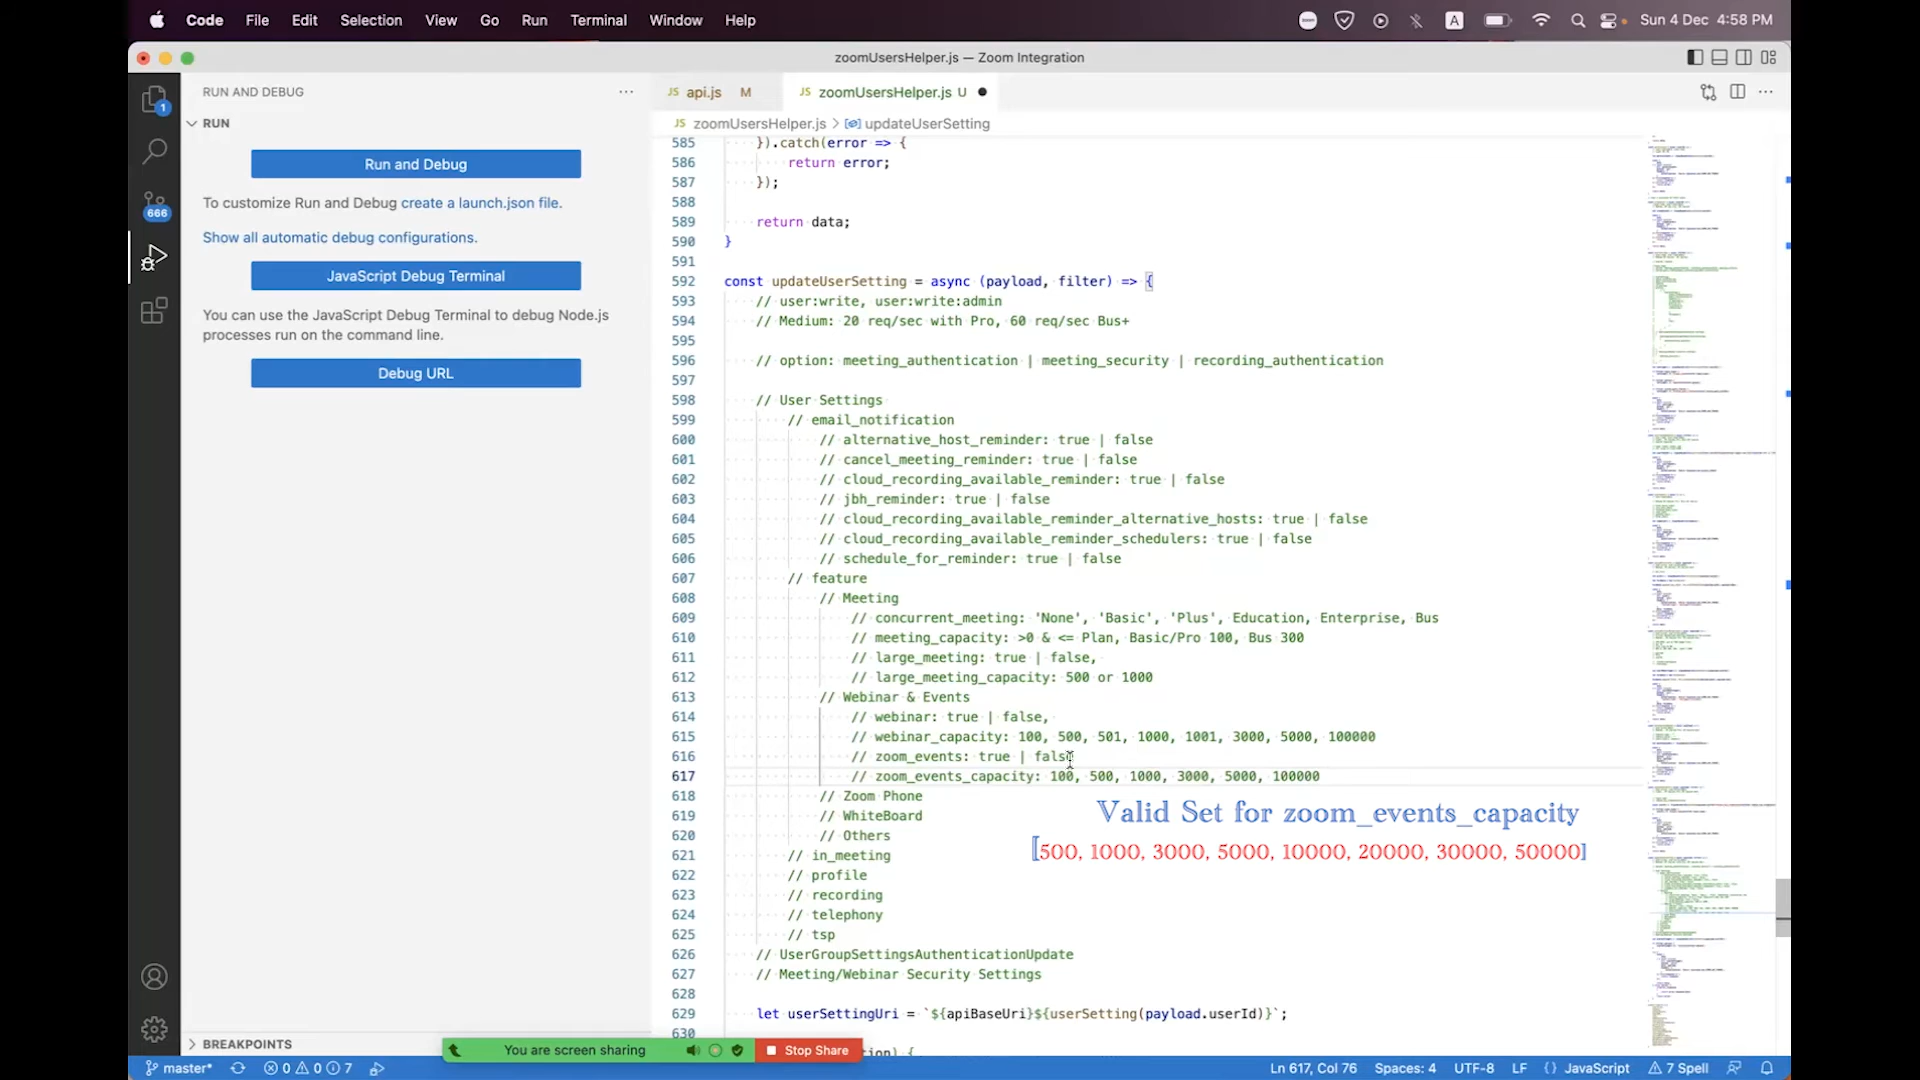 Code File Edit Selection View Go Run Terminal Window Help
A Sun 4 Dec 4:58 PM
zoomUsersHelper.js — Zoom Integration
RUN AND DEBUG ···
JS api.js M
JS zoomUsersHelper.js U
JS zoomUsersHelper.js > updateUserSetting
RUN
Run and Debug
To customize Run and Debug create a launch.json file.
Show all automatic debug configurations.
JavaScript Debug Terminal
You can use the JavaScript Debug Terminal to debug Node.js
processes run on the command line.
Debug URL
1
666
585 }).catch(error => {
586 return error;
587 });
588
589 return data;
590 }
591
592 const updateUserSetting = async (payload, filter) => {
593 // user:write, user:write:admin
594 // Medium: 20 req/sec with Pro, 60 req/sec Bus+
595
596 // option: meeting_authentication | meeting_security | recording_authentication
597
598 // User Settings
599 // email_notification
600 // alternative_host_reminder: true | false
601 // cancel_meeting_reminder: true | false
602 // cloud_recording_available_reminder: true | false
603 // jbh_reminder: true | false
604 // cloud_recording_available_reminder_alternative_hosts: true | false
605 // cloud_recording_available_reminder_schedulers: true | false
606 // schedule_for_reminder: true | false
607 // feature
608 // Meeting
609 // concurrent_meeting: 'None', 'Basic', 'Plus', Education, Enterprise, Bus
610 // meeting_capacity: >0 & <= Plan, Basic/Pro 100, Bus 300
611 // large_meeting: true | false,
612 // large_meeting_capacity: 500 or 1000
613 // Webinar & Events
614 // webinar: true | false,
615 // webinar_capacity: 100, 500, 501, 1000, 1001, 3000, 5000, 100000
616 // zoom_events: true | false
617 // zoom_events_capacity: 100, 500, 1000, 3000, 5000, 100000
618 // Zoom Phone
619 // WhiteBoard
620 // Others
621 // in_meeting
622 // profile
623 // recording
624 // telephony
625 // tsp
626 // UserGroupSettingsAuthenticationUpdate
627 // Meeting/Webinar Security Settings
628
629 let userSettingUri = `${apiBaseUri}${userSetting(payload.userId)}`;
630
Valid Set for zoom_events_capacity
[500, 1000, 3000, 5000, 10000, 20000, 30000, 50000]
BREAKPOINTS
You are screen sharing
Stop Share
master* 0 0 7
Ln 617, Col 76 Spaces: 4 UTF-8 LF {} JavaScript 7 Spell